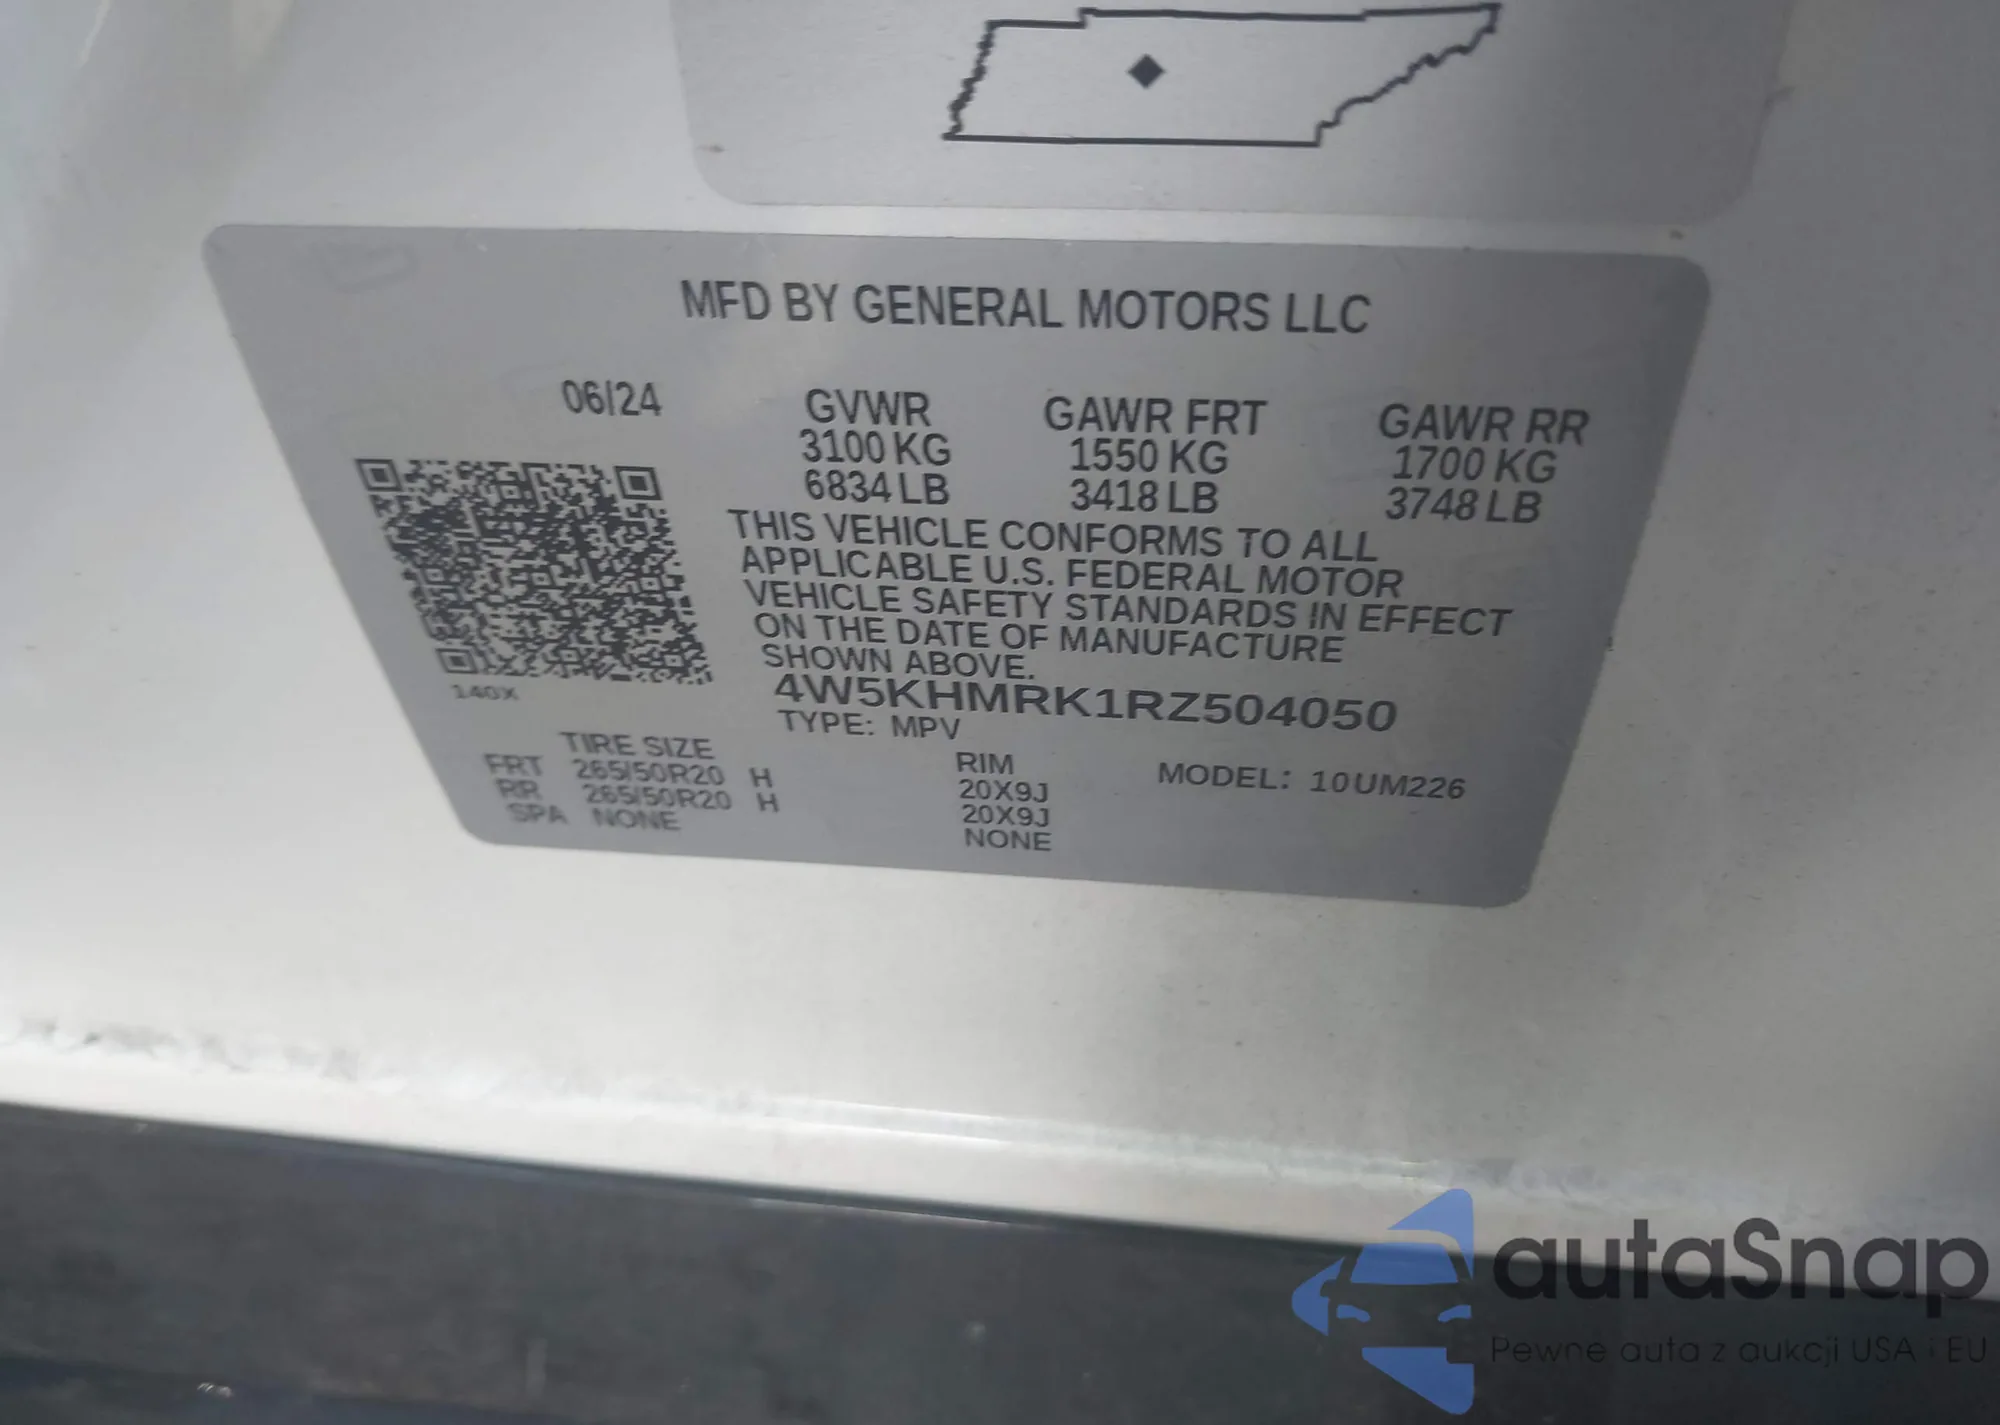 MFD BY GENERAL MOTORS LLC
06/24
GVWR GAWR FRT GAWR RR
3100 KG 1550 KG 1700 KG
6834 LB 3418 LB 3748 LB
THIS VEHICLE CONFORMS TO ALL
APPLICABLE U.S. FEDERAL MOTOR
VEHICLE SAFETY STANDARDS IN EFFECT
ON THE DATE OF MANUFACTURE
SHOWN ABOVE.
140X
4W5KHMRK1RZ504050
TYPE: MPV
TIRE SIZE RIM MODEL: 10UM226
FRT 265/50R20 H 20X9J
RR 265/50R20 H 20X9J
SPA NONE NONE
autaSnap
Pewne auta z aukcji USA i EU